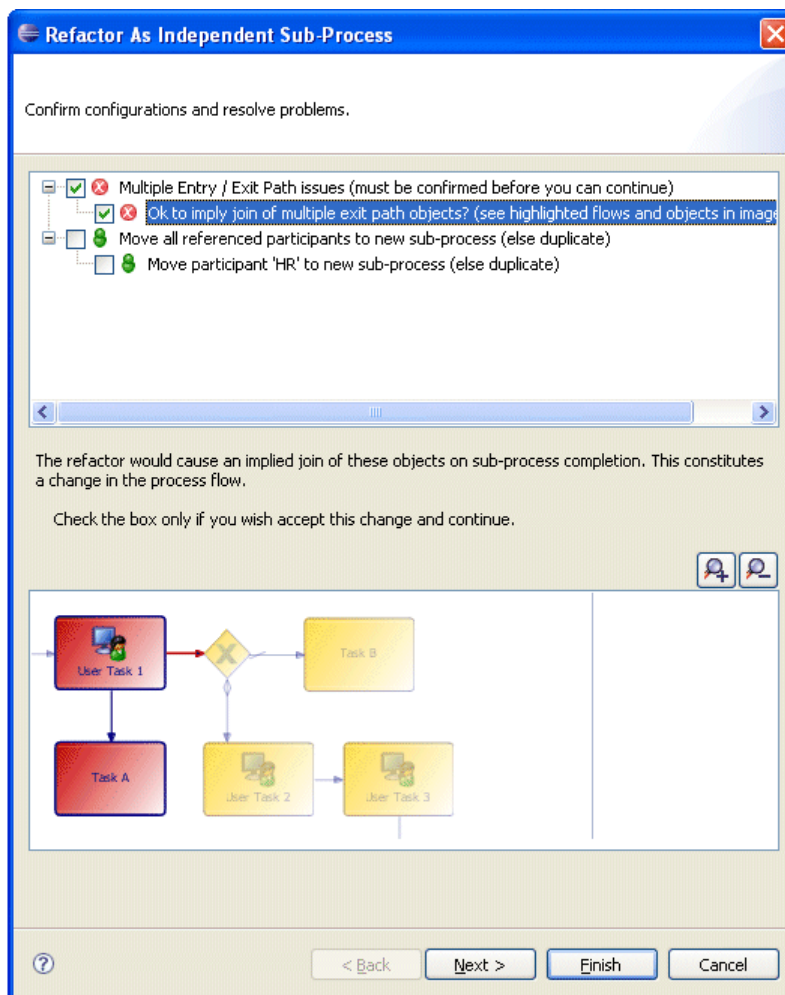 Refactor As Independent Sub-Process
Confirm configurations and resolve problems.
Multiple Entry / Exit Path issues (must be confirmed before you can continue)
Ok to imply join of multiple exit path objects? (see highlighted flows and objects in image
Move all referenced participants to new sub-process (else duplicate)
Move participant 'HR' to new sub-process (else duplicate)
The refactor would cause an implied join of these objects on sub-process completion. This constitutes
a change in the process flow.
Check the box only if you wish accept this change and continue.
User Task 1
Task B
Task A
User Task 2
User Task 3
< Back
Next >
Finish
Cancel